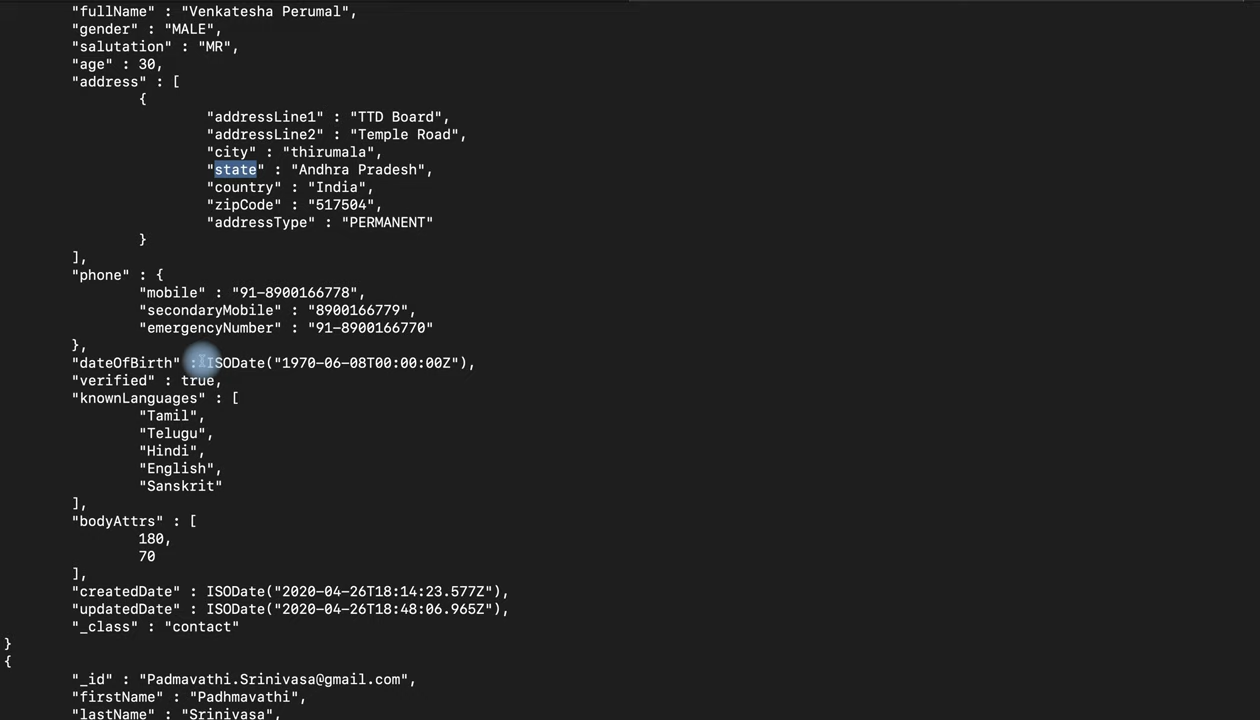 "fullName" : "Venkatesha Perumal",
"gender" : "MALE",
"salutation" : "MR",
"age" : 30,
"address" : [
{
"addressLine1" : "TTD Board",
"addressLine2" : "Temple Road",
"city" : "thirumala",
"state" : "Andhra Pradesh",
"country" : "India",
"zipCode" : "517504",
"addressType" : "PERMANENT"
}
],
"phone" : {
"mobile" : "91-8900166778",
"secondaryMobile" : "8900166779",
"emergencyNumber" : "91-8900166770"
},
"dateOfBirth" : ISODate("1970-06-08T00:00:00Z"),
"verified" : true,
"knownLanguages" : [
"Tamil",
"Telugu",
"Hindi",
"English",
"Sanskrit"
],
"bodyAttrs" : [
180,
70
],
"createdDate" : ISODate("2020-04-26T18:14:23.577Z"),
"updatedDate" : ISODate("2020-04-26T18:48:06.965Z"),
"_class" : "contact"
}
{
"_id" : "Padmavathi.Srinivasa@gmail.com",
"firstName" : "Padhmavathi",
"lastName" : "Srinivasa",